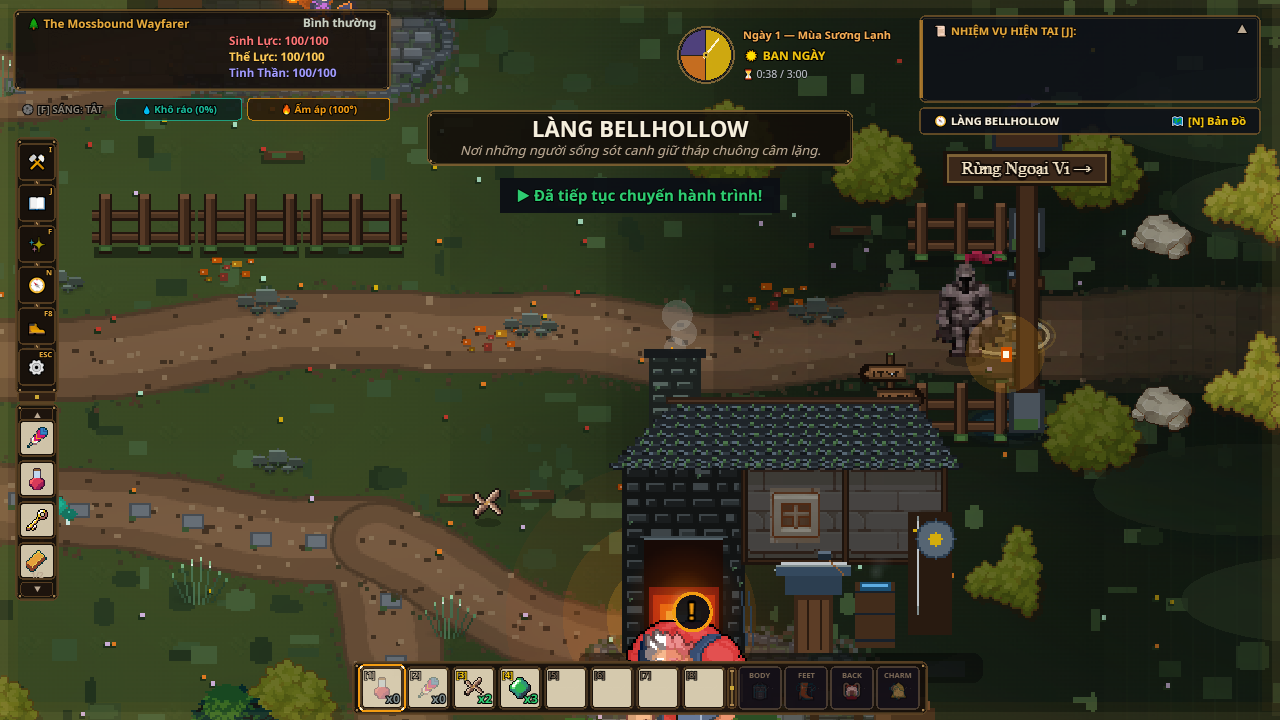 The Mossbound Wayfarer
Bình thường
Sinh Lực: 100/100
Thể Lực: 100/100
Tinh Thần: 100/100
[F] SÁNG: TẮT
Khô ráo (0%)
Ấm áp (100°)
Ngày 1 — Mùa Sương Lạnh
BAN NGÀY
0:38 / 3:00
NHIỆM VỤ HIỆN TẠI [J]:
LÀNG BELLHOLLOW
[N] Bản Đồ
LÀNG BELLHOLLOW
Nơi những người sống sót canh giữ tháp chuông câm lặng.
▶ Đã tiếp tục chuyến hành trình!
Rừng Ngoại Vi →
I
J
F
N
F8
ESC
!
[1] x0
[2] x0
[3] x2
[4] x3
[5]
[6]
[7]
[8]
BODY
FEET
BACK
CHARM